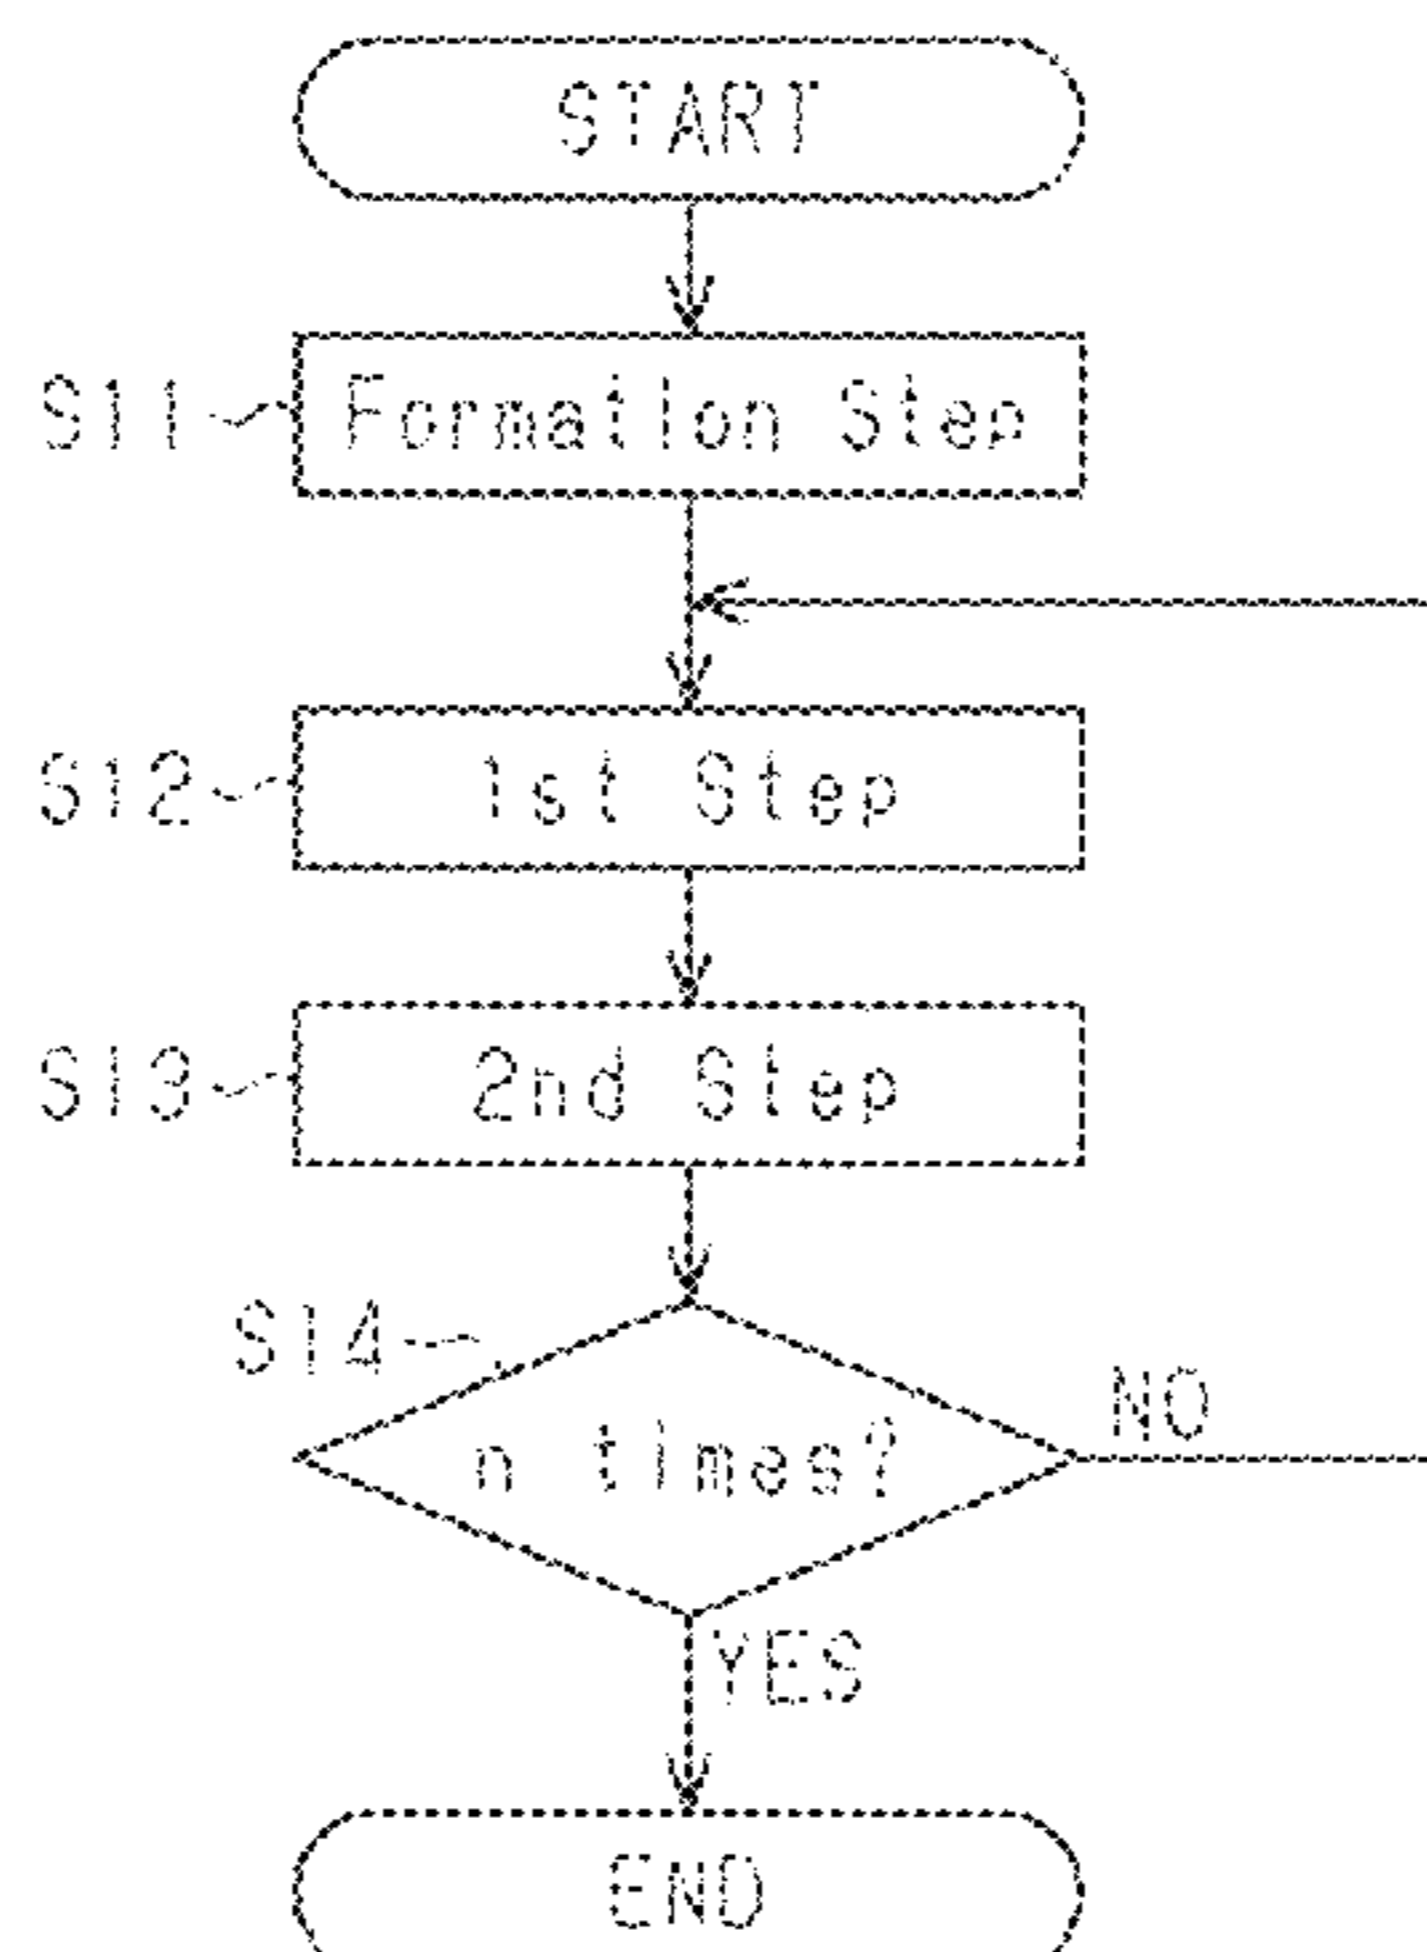 START
S11 Formation Step
S12 1st Step
S13 2nd Step
S14
n times?
NO
YES
END